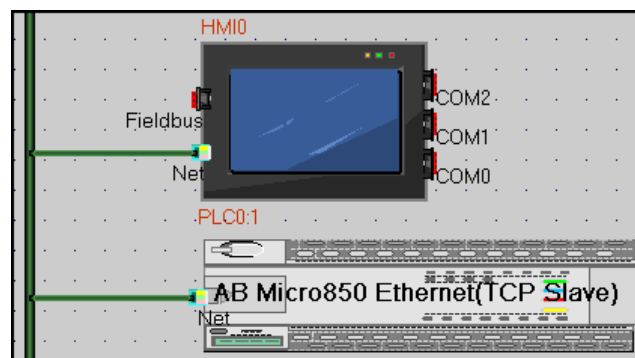 HMI0
COM2
Fieldbus
COM1
Net
COM0
PLC0:1
AB Micro850 Ethernet(TCP Slave)
Net